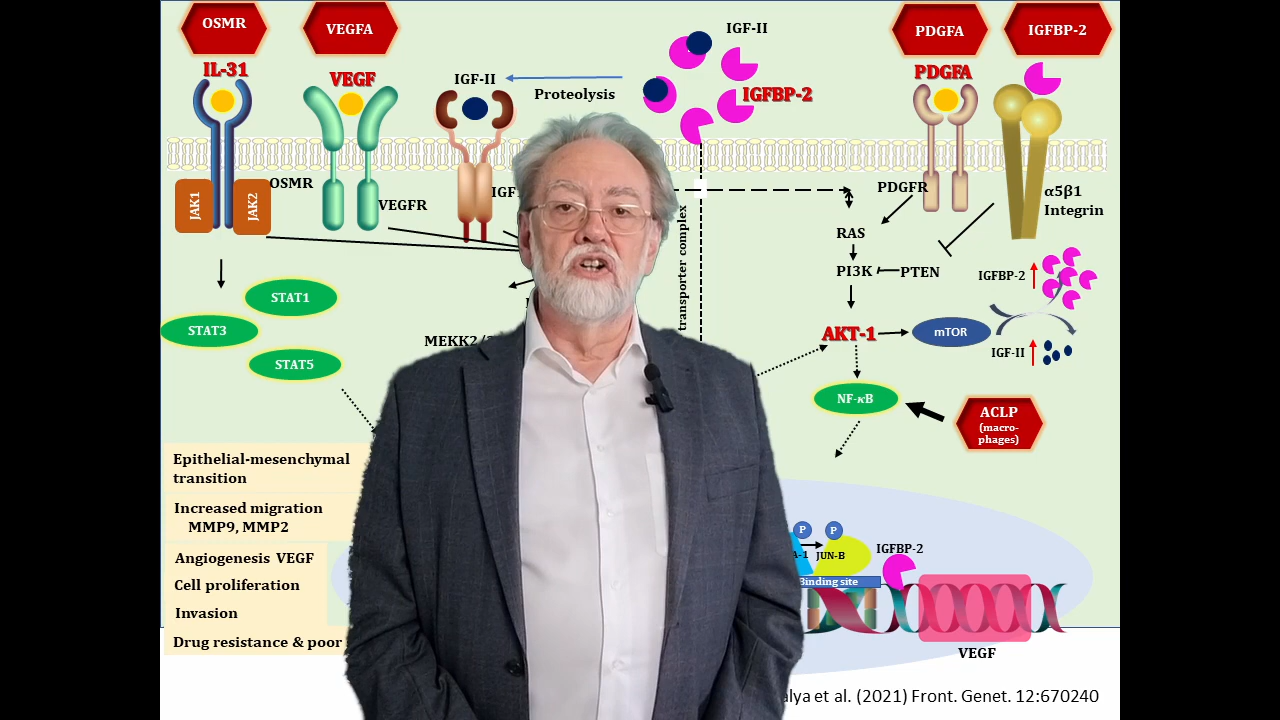 OSMR
VEGFA
PDGFA
IGFBP-2
IGF-II
IL-31
VEGF
IGF-II
Proteolysis
IGFBP-2
PDGFA
JAK1
JAK2
OSMR
VEGFR
PDGFR
α5β1
Integrin
transporter complex
RAS
PI3K
PTEN
IGFBP-2
STAT1
STAT3
STAT5
AKT-1
mTOR
IGF-II
NF-κB
ACLP
(macro-
phages)
Epithelial-mesenchymal
transition
Increased migration
MMP9, MMP2
Angiogenesis VEGF
Cell proliferation
Invasion
Drug resistance & poor
P
P
JUN-B
IGFBP-2
Binding site
VEGF
et al. (2021) Front. Genet. 12:670240